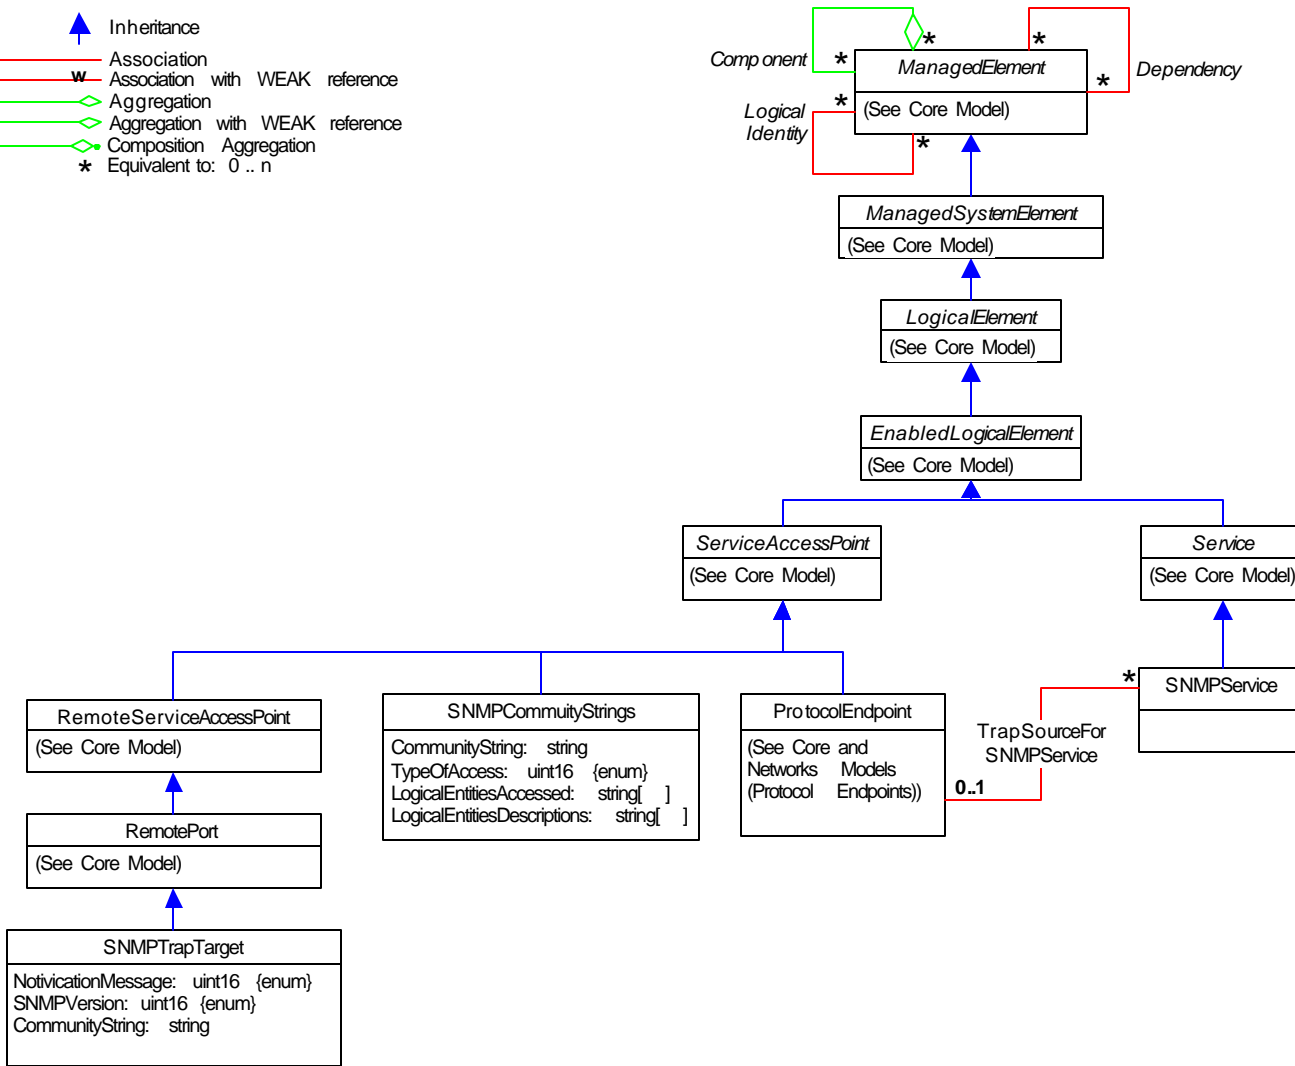 Inheritance
Association
w Association with WEAK reference
Aggregation
Aggregation with WEAK reference
Composition Aggregation
* Equivalent to: 0 .. n
Component
*
*
*
*
Dependency
ManagedElement
(See Core Model)
Logical
Identity
*
*
ManagedSystemElement
(See Core Model)
LogicalElement
(See Core Model)
EnabledLogicalElement
(See Core Model)
ServiceAccessPoint
(See Core Model)
Service
(See Core Model)
RemoteServiceAccessPoint
(See Core Model)
SNMPCommuityStrings
CommunityString: string
TypeOfAccess: uint16 {enum}
LogicalEntitiesAccessed: string[ ]
LogicalEntitiesDescriptions: string[ ]
ProtocolEndpoint
(See Core and
Networks Models
(Protocol Endpoints))
0..1
TrapSourceFor
SNMPService
*
SNMPService
RemotePort
(See Core Model)
SNMPTrapTarget
NotivicationMessage: uint16 {enum}
SNMPVersion: uint16 {enum}
CommunityString: string